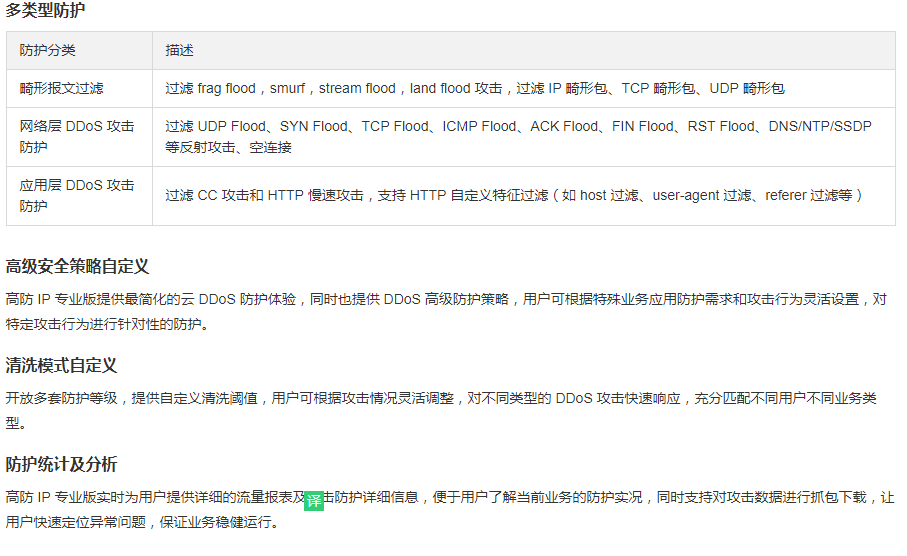 多类型防护
防护分类 描述
畸形报文过滤 过滤 frag flood，smurf，stream flood，land flood 攻击，过滤 IP 畸形包、TCP 畸形包、UDP 畸形包
网络层 DDoS 攻击防护 过滤 UDP Flood、SYN Flood、TCP Flood、ICMP Flood、ACK Flood、FIN Flood、RST Flood、DNS/NTP/SSDP
等反射攻击、空连接
应用层 DDoS 攻击
防护
过滤 CC 攻击和 HTTP 慢速攻击，支持 HTTP 自定义特征过滤（如 host 过滤、user-agent 过滤、referer 过滤等）
高级安全策略自定义
高防 IP 专业版提供最简化的云 DDoS 防护体验，同时也提供 DDoS 高级防护策略，用户可根据特殊业务应用防护需求和攻击行为灵活设置，对
特定攻击行为进行针对性的防护。
清洗模式自定义
开放多套防护等级，提供自定义清洗阈值，用户可根据攻击情况灵活调整，对不同类型的 DDoS 攻击快速响应，充分匹配不同用户不同业务类
型。
防护统计及分析
高防 IP 专业版实时为用户提供详细的流量报表及译击防护详细信息，便于用户了解当前业务的防护实况，同时支持对攻击数据进行抓包下载，让
用户快速定位异常问题，保证业务稳健运行。